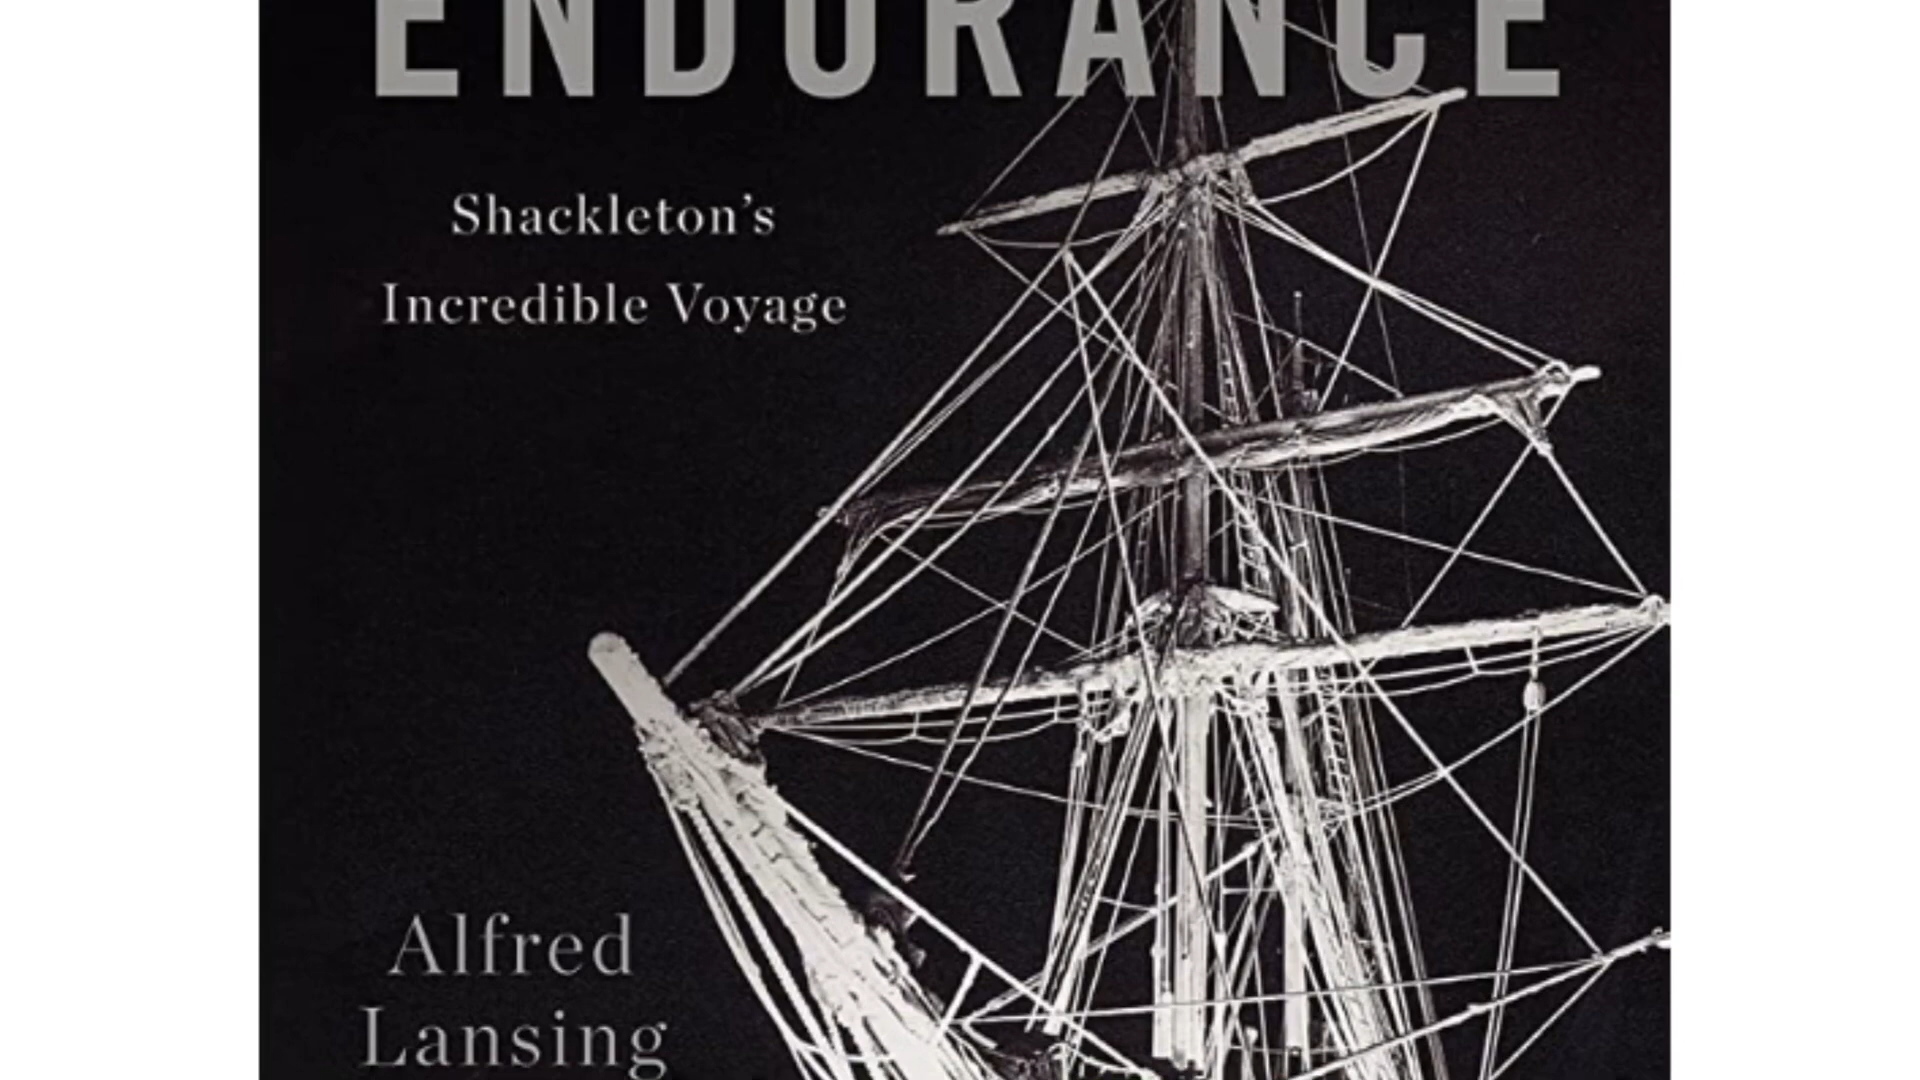 ENDURANCE
Shackleton's
Incredible Voyage
Alfred
Lansing